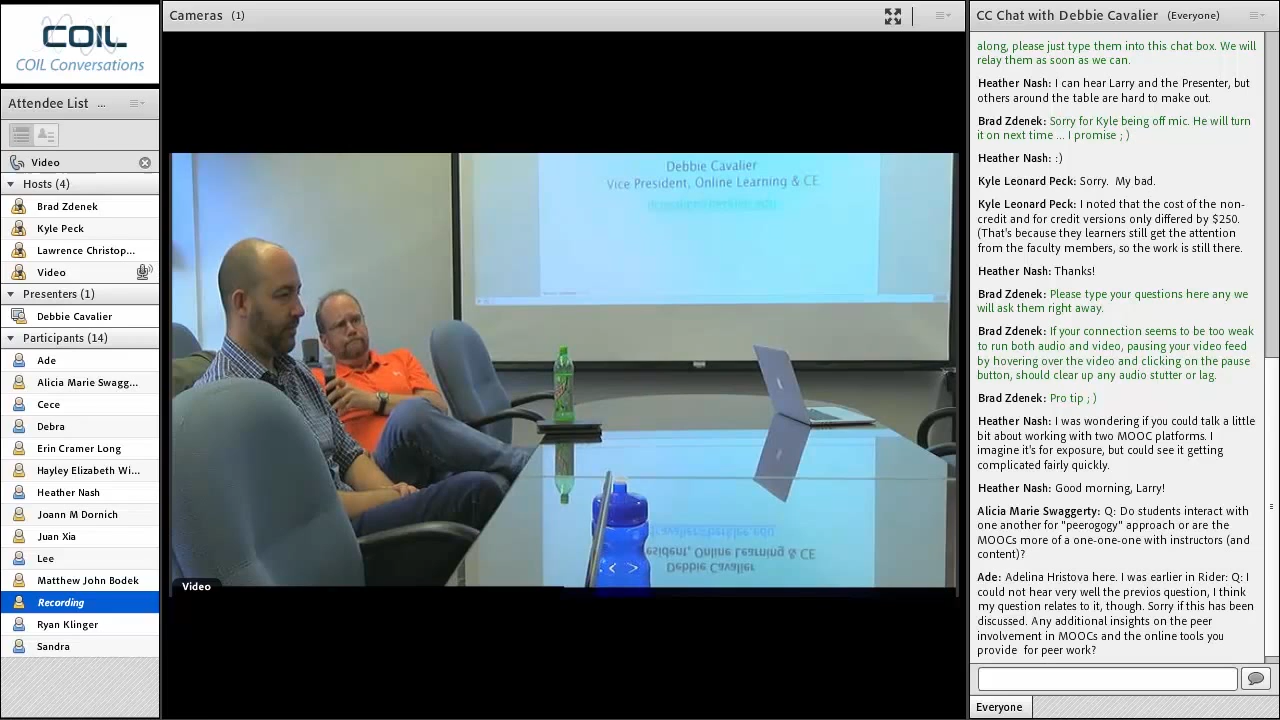 COIL
COIL Conversations
Attendee List ...
Video
Hosts (4)
Brad Zdenek
Kyle Peck
Lawrence Christop...
Video
Presenters (1)
Debbie Cavalier
Participants (14)
Ade
Alicia Marie Swagg...
Cece
Debra
Erin Cramer Long
Hayley Elizabeth Wi...
Heather Nash
Joann M Dornich
Juan Xia
Lee
Matthew John Bodek
Recording
Ryan Klinger
Sandra
Cameras (1)
Debbie Cavalier
Vice President, Online Learning & CE
esident, Online Learning & CE
Debbie Cavalier
Video
CC Chat with Debbie Cavalier (Everyone)
along, please just type them into this chat box. We will
relay them as soon as we can.
Heather Nash: I can hear Larry and the Presenter, but
others around the table are hard to make out.
Brad Zdenek: Sorry for Kyle being off mic. He will turn
it on next time ... I promise ; )
Heather Nash: :)
Kyle Leonard Peck: Sorry. My bad.
Kyle Leonard Peck: I noted that the cost of the non-
credit and for credit versions only differed by $250.
(That's because they learners still get the attention
from the faculty members, so the work is still there.
Heather Nash: Thanks!
Brad Zdenek: Please type your questions here any we
will ask them right away.
Brad Zdenek: If your connection seems to be too weak
to run both audio and video, pausing your video feed
by hovering over the video and clicking on the pause
button, should clear up any audio stutter or lag.
Brad Zdenek: Pro tip ; )
Heather Nash: I was wondering if you could talk a little
bit about working with two MOOC platforms. I
imagine it's for exposure, but could see it getting
complicated fairly quickly.
Heather Nash: Good morning, Larry!
Alicia Marie Swaggerty: Q: Do students interact with
one another for "peerogogy" approach or are the
MOOCs more of a one-one-one with instructors (and
content)?
Ade: Adelina Hristova here. I was earlier in Rider: Q: I
could not hear very well the previos question, I think
my question relates to it, though. Sorry if this has been
discussed. Any additional insights on the peer
involvement in MOOCs and the online tools you
provide for peer work?
Everyone